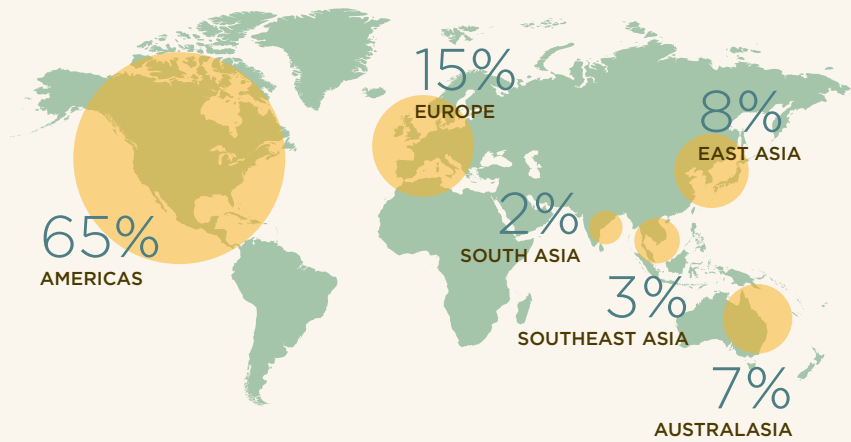 15%
EUROPE
8%
EAST ASIA
2%
SOUTH ASIA
65%
AMERICAS
3%
SOUTHEAST ASIA
7%
AUSTRALASIA